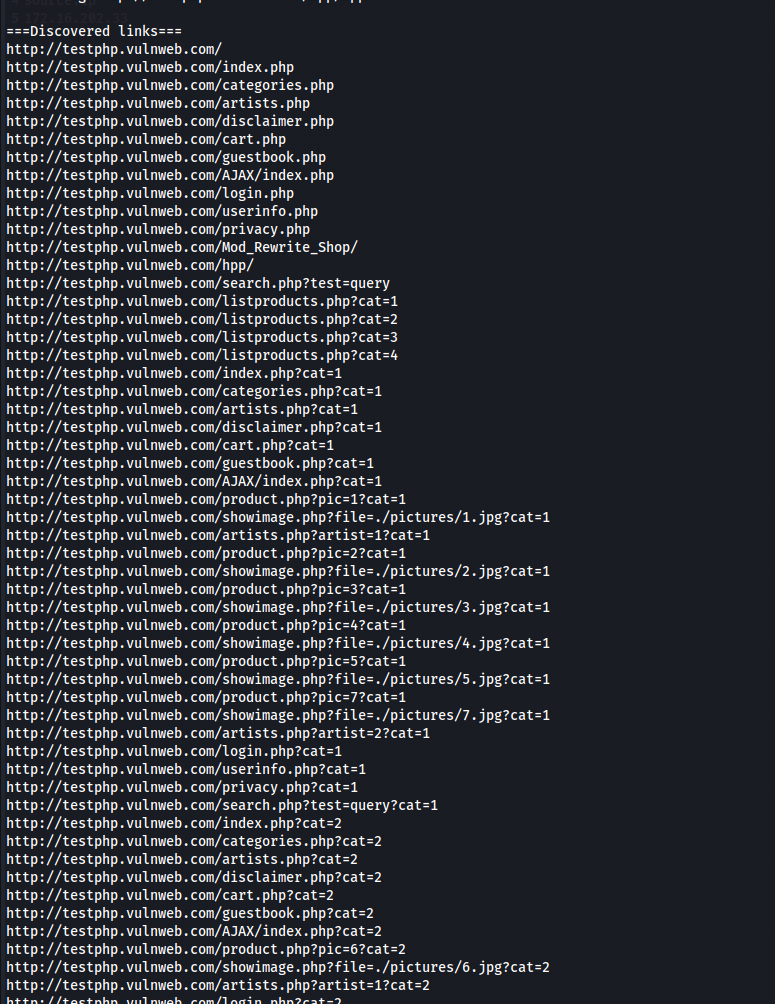 ===Discovered links===
http://testphp.vulnweb.com/
http://testphp.vulnweb.com/index.php
http://testphp.vulnweb.com/categories.php
http://testphp.vulnweb.com/artists.php
http://testphp.vulnweb.com/disclaimer.php
http://testphp.vulnweb.com/cart.php
http://testphp.vulnweb.com/guestbook.php
http://testphp.vulnweb.com/AJAX/index.php
http://testphp.vulnweb.com/login.php
http://testphp.vulnweb.com/userinfo.php
http://testphp.vulnweb.com/privacy.php
http://testphp.vulnweb.com/Mod_Rewrite_Shop/
http://testphp.vulnweb.com/hpp/
http://testphp.vulnweb.com/search.php?test=query
http://testphp.vulnweb.com/listproducts.php?cat=1
http://testphp.vulnweb.com/listproducts.php?cat=2
http://testphp.vulnweb.com/listproducts.php?cat=3
http://testphp.vulnweb.com/listproducts.php?cat=4
http://testphp.vulnweb.com/index.php?cat=1
http://testphp.vulnweb.com/categories.php?cat=1
http://testphp.vulnweb.com/artists.php?cat=1
http://testphp.vulnweb.com/disclaimer.php?cat=1
http://testphp.vulnweb.com/cart.php?cat=1
http://testphp.vulnweb.com/guestbook.php?cat=1
http://testphp.vulnweb.com/AJAX/index.php?cat=1
http://testphp.vulnweb.com/product.php?pic=1?cat=1
http://testphp.vulnweb.com/showimage.php?file=./pictures/1.jpg?cat=1
http://testphp.vulnweb.com/artists.php?artist=1?cat=1
http://testphp.vulnweb.com/product.php?pic=2?cat=1
http://testphp.vulnweb.com/showimage.php?file=./pictures/2.jpg?cat=1
http://testphp.vulnweb.com/product.php?pic=3?cat=1
http://testphp.vulnweb.com/showimage.php?file=./pictures/3.jpg?cat=1
http://testphp.vulnweb.com/product.php?pic=4?cat=1
http://testphp.vulnweb.com/showimage.php?file=./pictures/4.jpg?cat=1
http://testphp.vulnweb.com/product.php?pic=5?cat=1
http://testphp.vulnweb.com/showimage.php?file=./pictures/5.jpg?cat=1
http://testphp.vulnweb.com/product.php?pic=7?cat=1
http://testphp.vulnweb.com/showimage.php?file=./pictures/7.jpg?cat=1
http://testphp.vulnweb.com/artists.php?artist=2?cat=1
http://testphp.vulnweb.com/login.php?cat=1
http://testphp.vulnweb.com/userinfo.php?cat=1
http://testphp.vulnweb.com/privacy.php?cat=1
http://testphp.vulnweb.com/search.php?test=query?cat=1
http://testphp.vulnweb.com/index.php?cat=2
http://testphp.vulnweb.com/categories.php?cat=2
http://testphp.vulnweb.com/artists.php?cat=2
http://testphp.vulnweb.com/disclaimer.php?cat=2
http://testphp.vulnweb.com/cart.php?cat=2
http://testphp.vulnweb.com/guestbook.php?cat=2
http://testphp.vulnweb.com/AJAX/index.php?cat=2
http://testphp.vulnweb.com/product.php?pic=6?cat=2
http://testphp.vulnweb.com/showimage.php?file=./pictures/6.jpg?cat=2
http://testphp.vulnweb.com/artists.php?artist=1?cat=2
http://testphp.vulnweb.com/login.php?cat=2